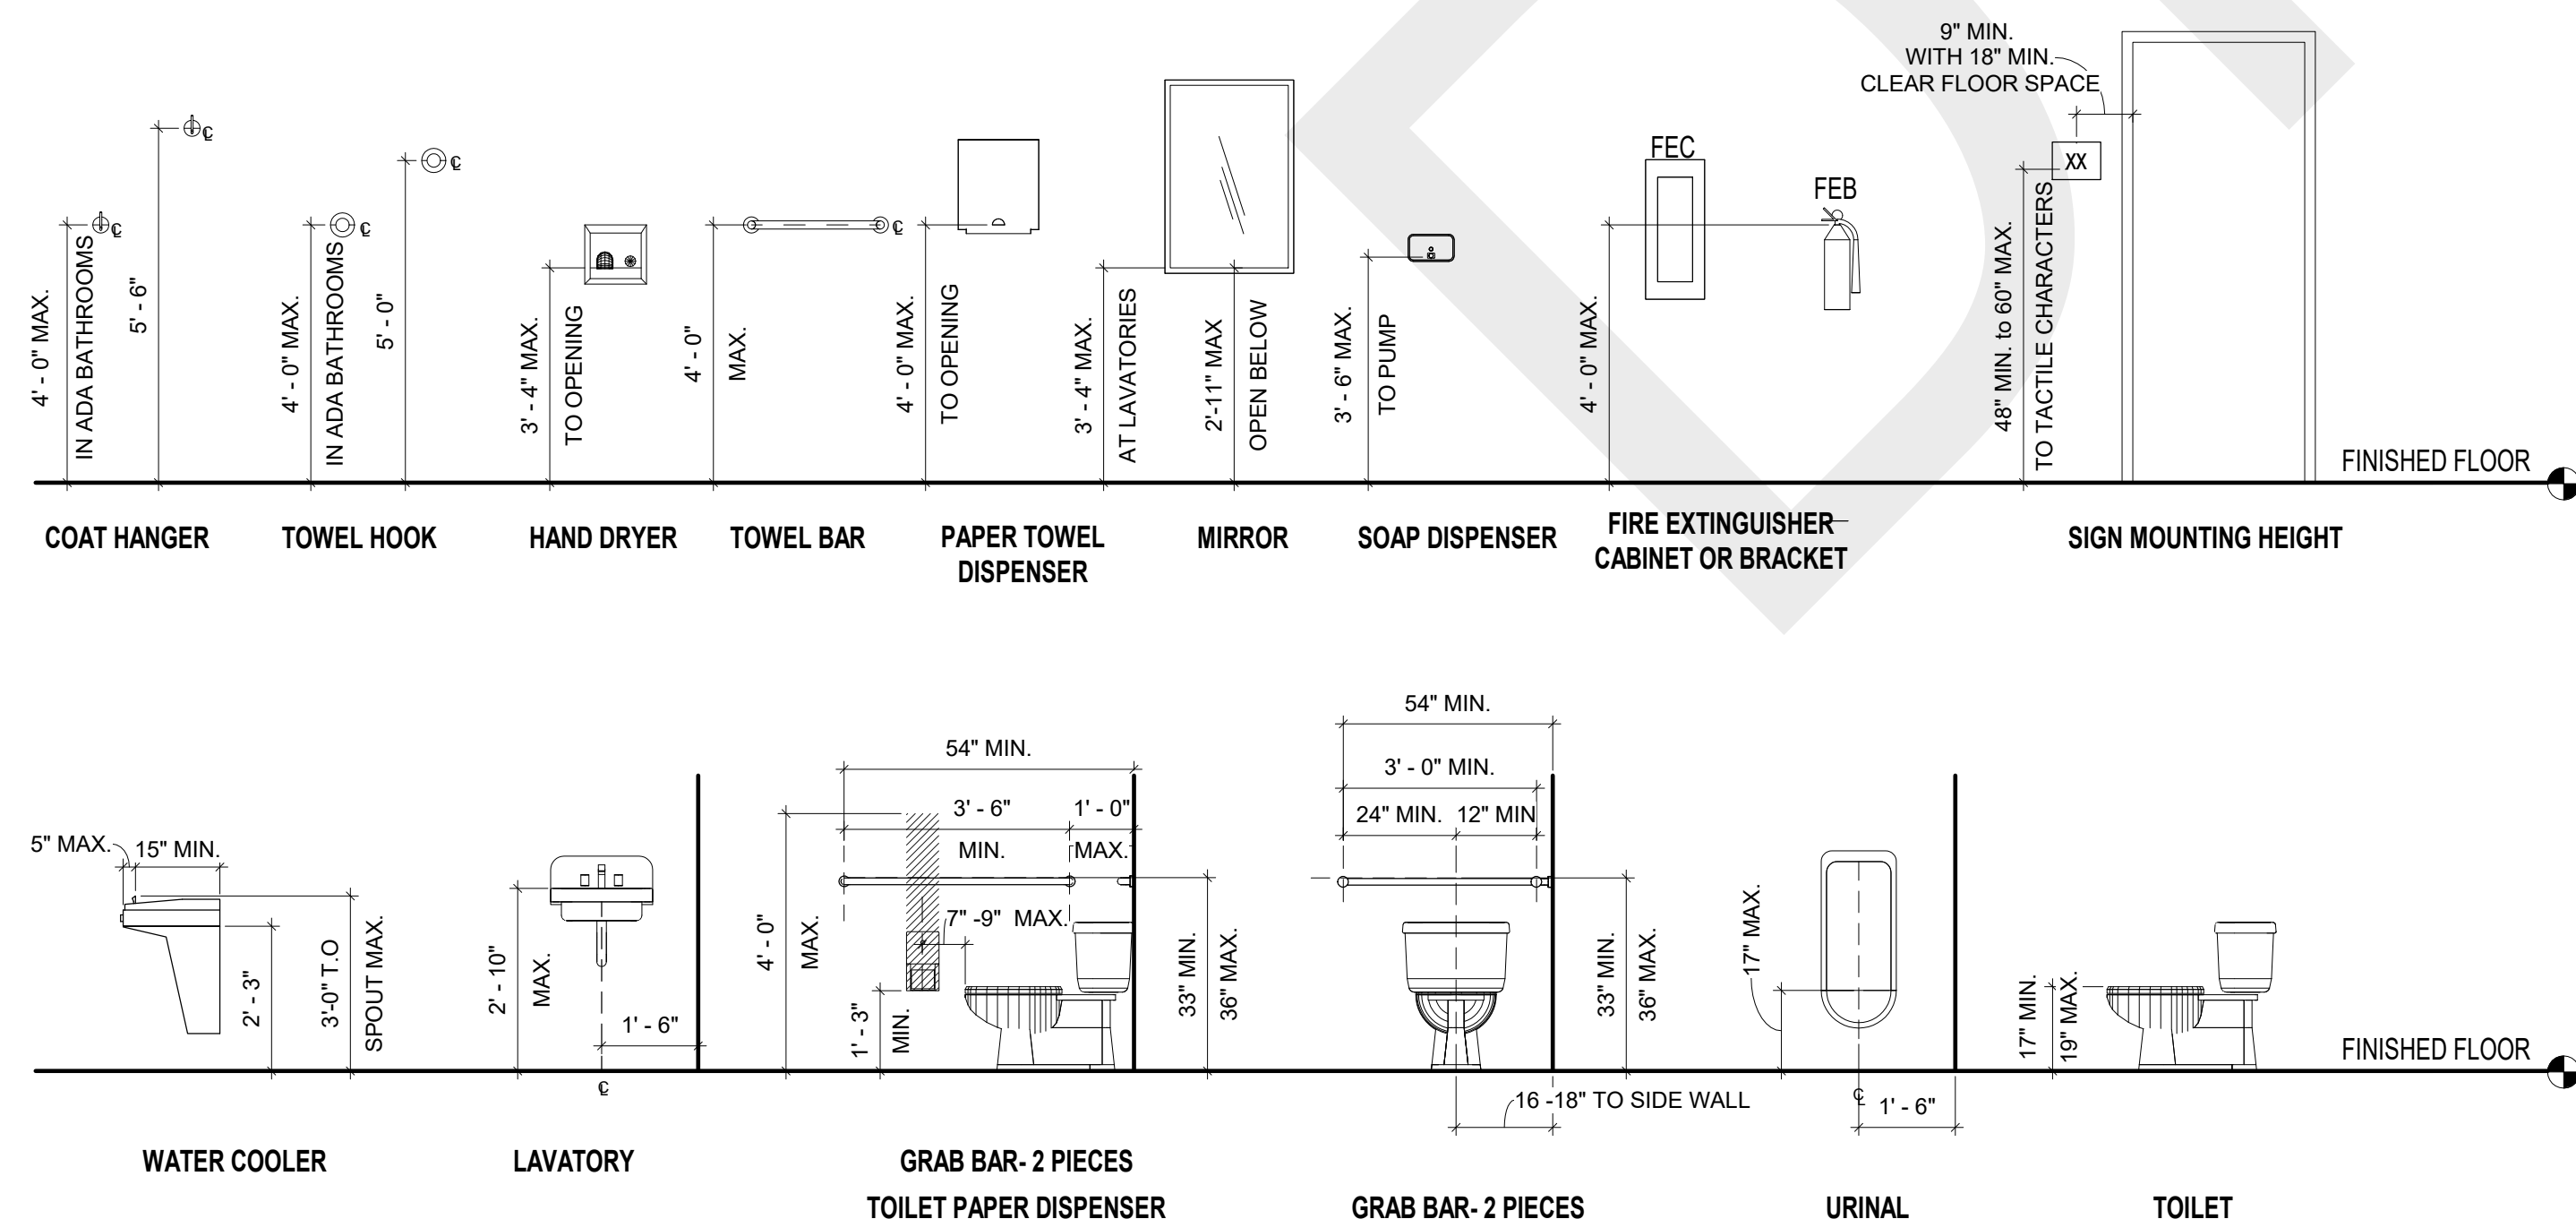 9" MIN.
WITH 18" MIN.
CLEAR FLOOR SPACE
4' - 0" MAX.
IN ADA BATHROOMS
℄
5' - 6"
℄
4' - 0" MAX.
IN ADA BATHROOMS
℄
5' - 0"
℄
3' - 4" MAX.
TO OPENING
4' - 0"
MAX.
℄
4' - 0" MAX.
TO OPENING
3' - 4" MAX.
AT LAVATORIES
2'-11" MAX
OPEN BELOW
3' - 6" MAX.
TO PUMP
4' - 0" MAX.
FEC
FEB
48" MIN. to 60" MAX.
TO TACTILE CHARACTERS
XX
FINISHED FLOOR
COAT HANGER
TOWEL HOOK
HAND DRYER
TOWEL BAR
PAPER TOWEL
DISPENSER
MIRROR
SOAP DISPENSER
FIRE EXTINGUISHER
CABINET OR BRACKET
SIGN MOUNTING HEIGHT
5" MAX.
15" MIN.
2' - 3"
3'-0" T.O
SPOUT MAX.
2' - 10"
MAX.
1' - 6"
℄
54" MIN.
3' - 6"
MIN.
1' - 0"
MAX.
4' - 0"
MAX.
7" -9" MAX.
1' - 3"
MIN.
33" MIN.
36" MAX.
54" MIN.
3' - 0" MIN.
24" MIN.
12" MIN
33" MIN.
36" MAX.
16 -18" TO SIDE WALL
17" MAX.
℄
1' - 6"
17" MIN.
19" MAX.
FINISHED FLOOR
WATER COOLER
LAVATORY
GRAB BAR- 2 PIECES
TOILET PAPER DISPENSER
GRAB BAR- 2 PIECES
URINAL
TOILET